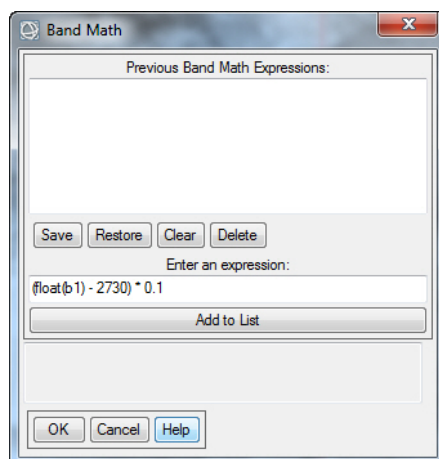 Band Math
Previous Band Math Expressions:
Save Restore Clear Delete
Enter an expression:
(float(b1) - 2730) * 0.1
Add to List
OK Cancel Help